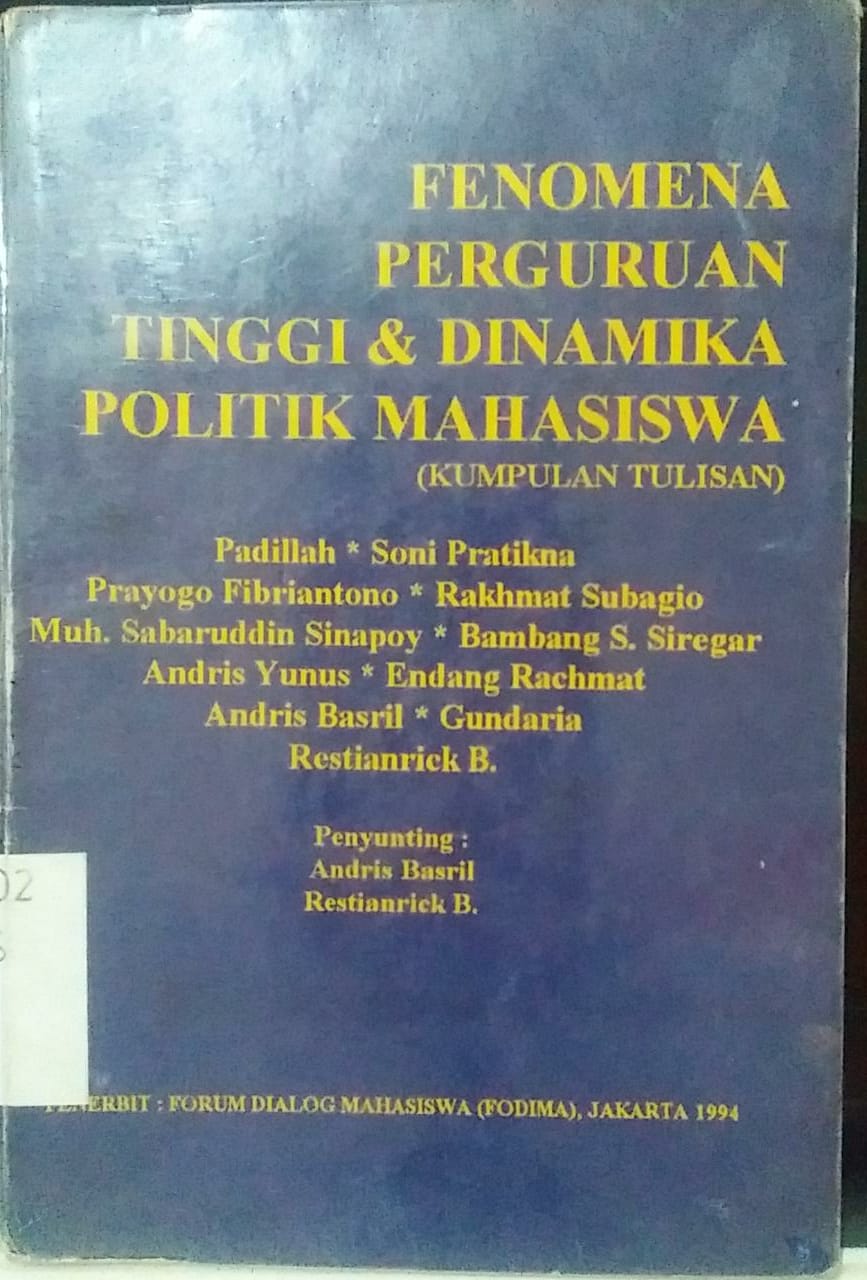 FENOMENA
PERGURUAN
TINGGI & DINAMIKA
POLITIK MAHASISWA
(KUMPULAN TULISAN)
Padillah * Soni Pratikna
Prayogo Fibriantono * Rakhmat Subagio
Muh. Sabaruddin Sinapoy * Bambang S. Siregar
Andris Yunus * Endang Rachmat
Andris Basril * Gundaria
Restianrick B.
Penyunting :
Andris Basril
Restianrick B.
02
PENERBIT : FORUM DIALOG MAHASISWA (FODIMA), JAKARTA 1994